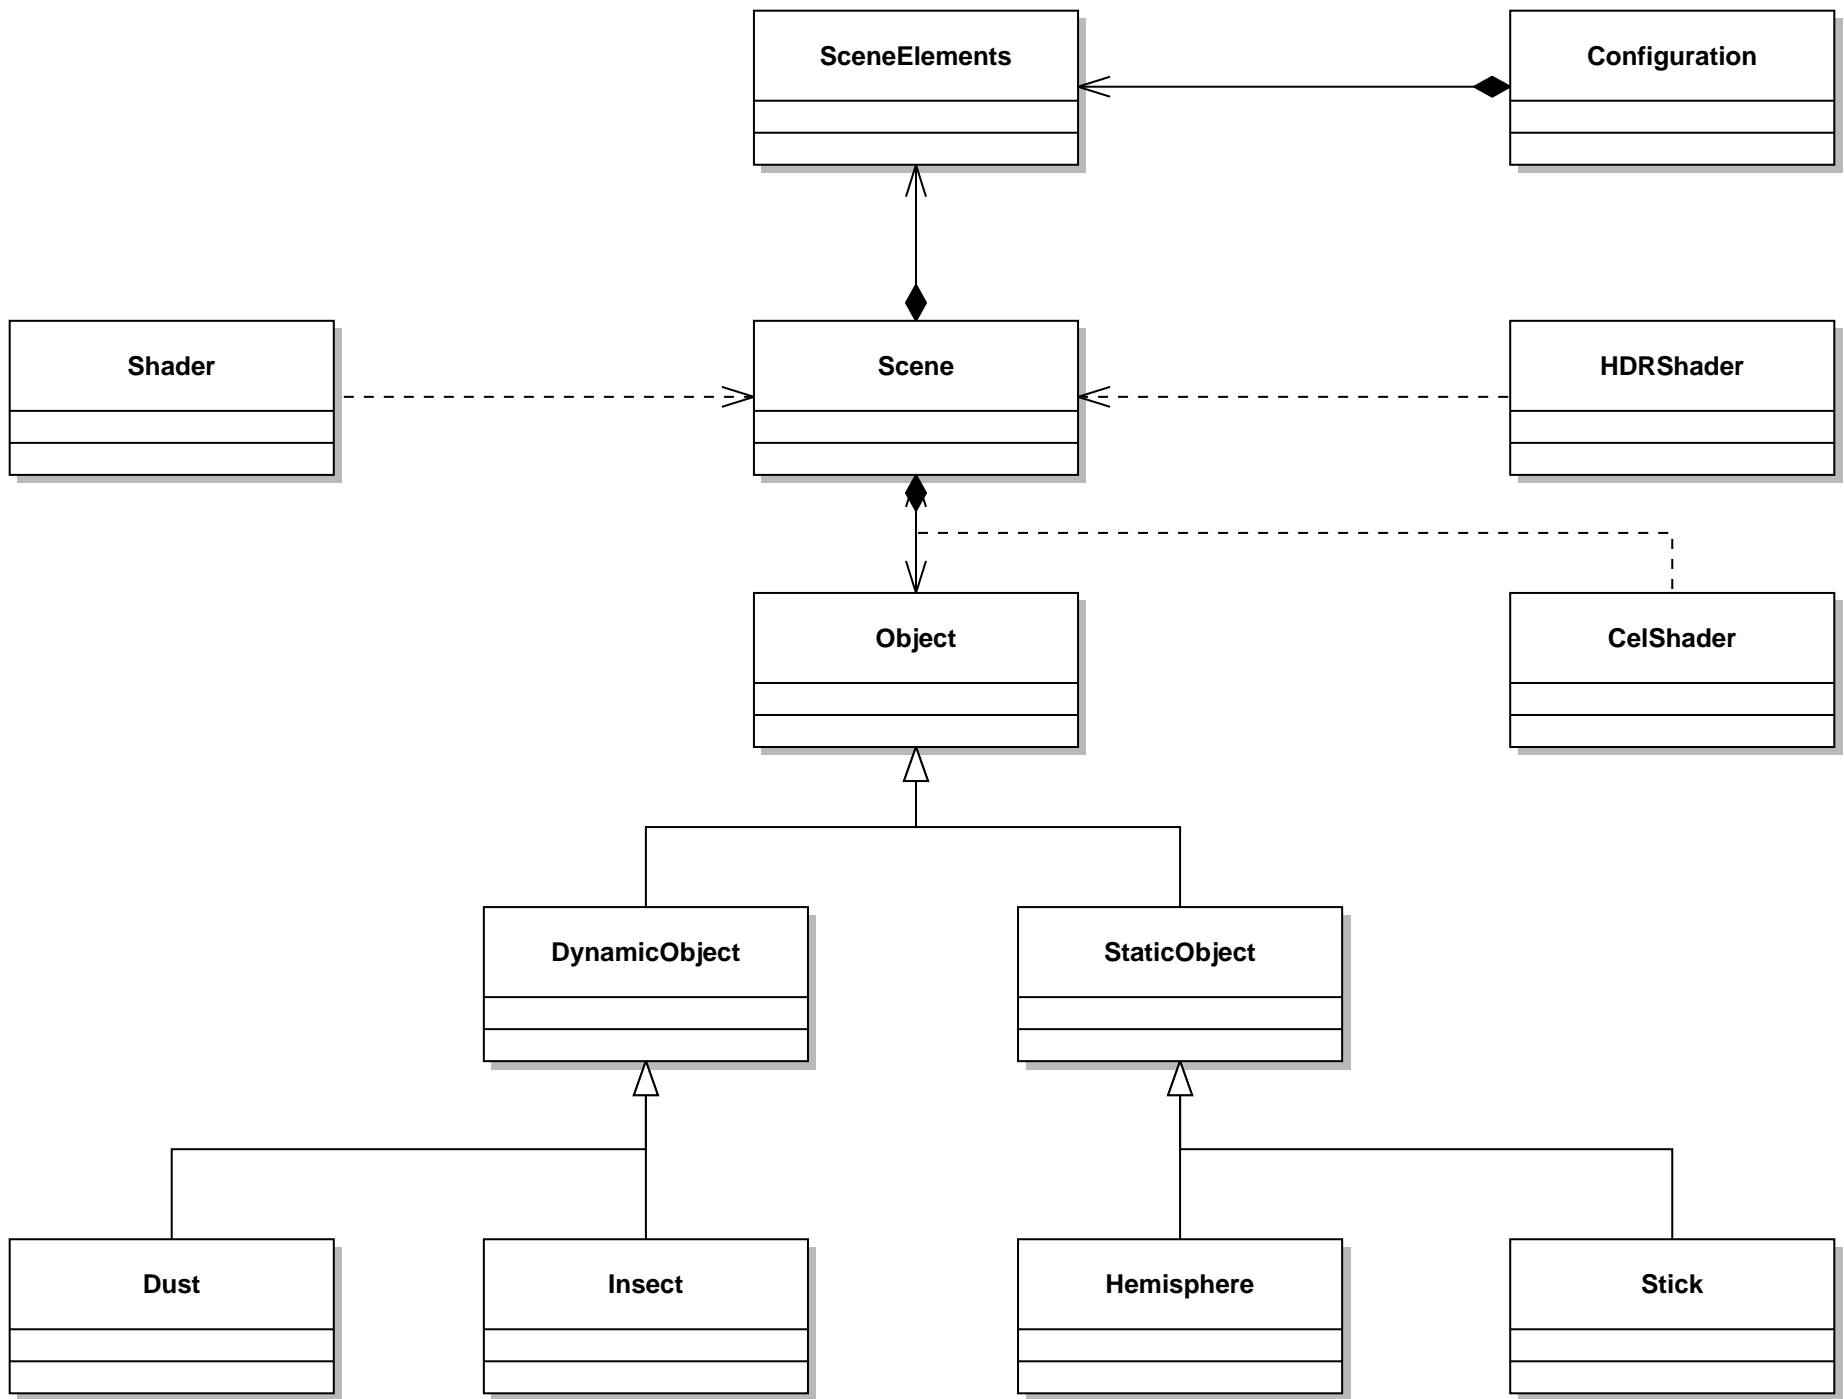 SceneElements
Configuration
Shader
Scene
HDRShader
Object
CelShader
DynamicObject
StaticObject
Dust
Insect
Hemisphere
Stick